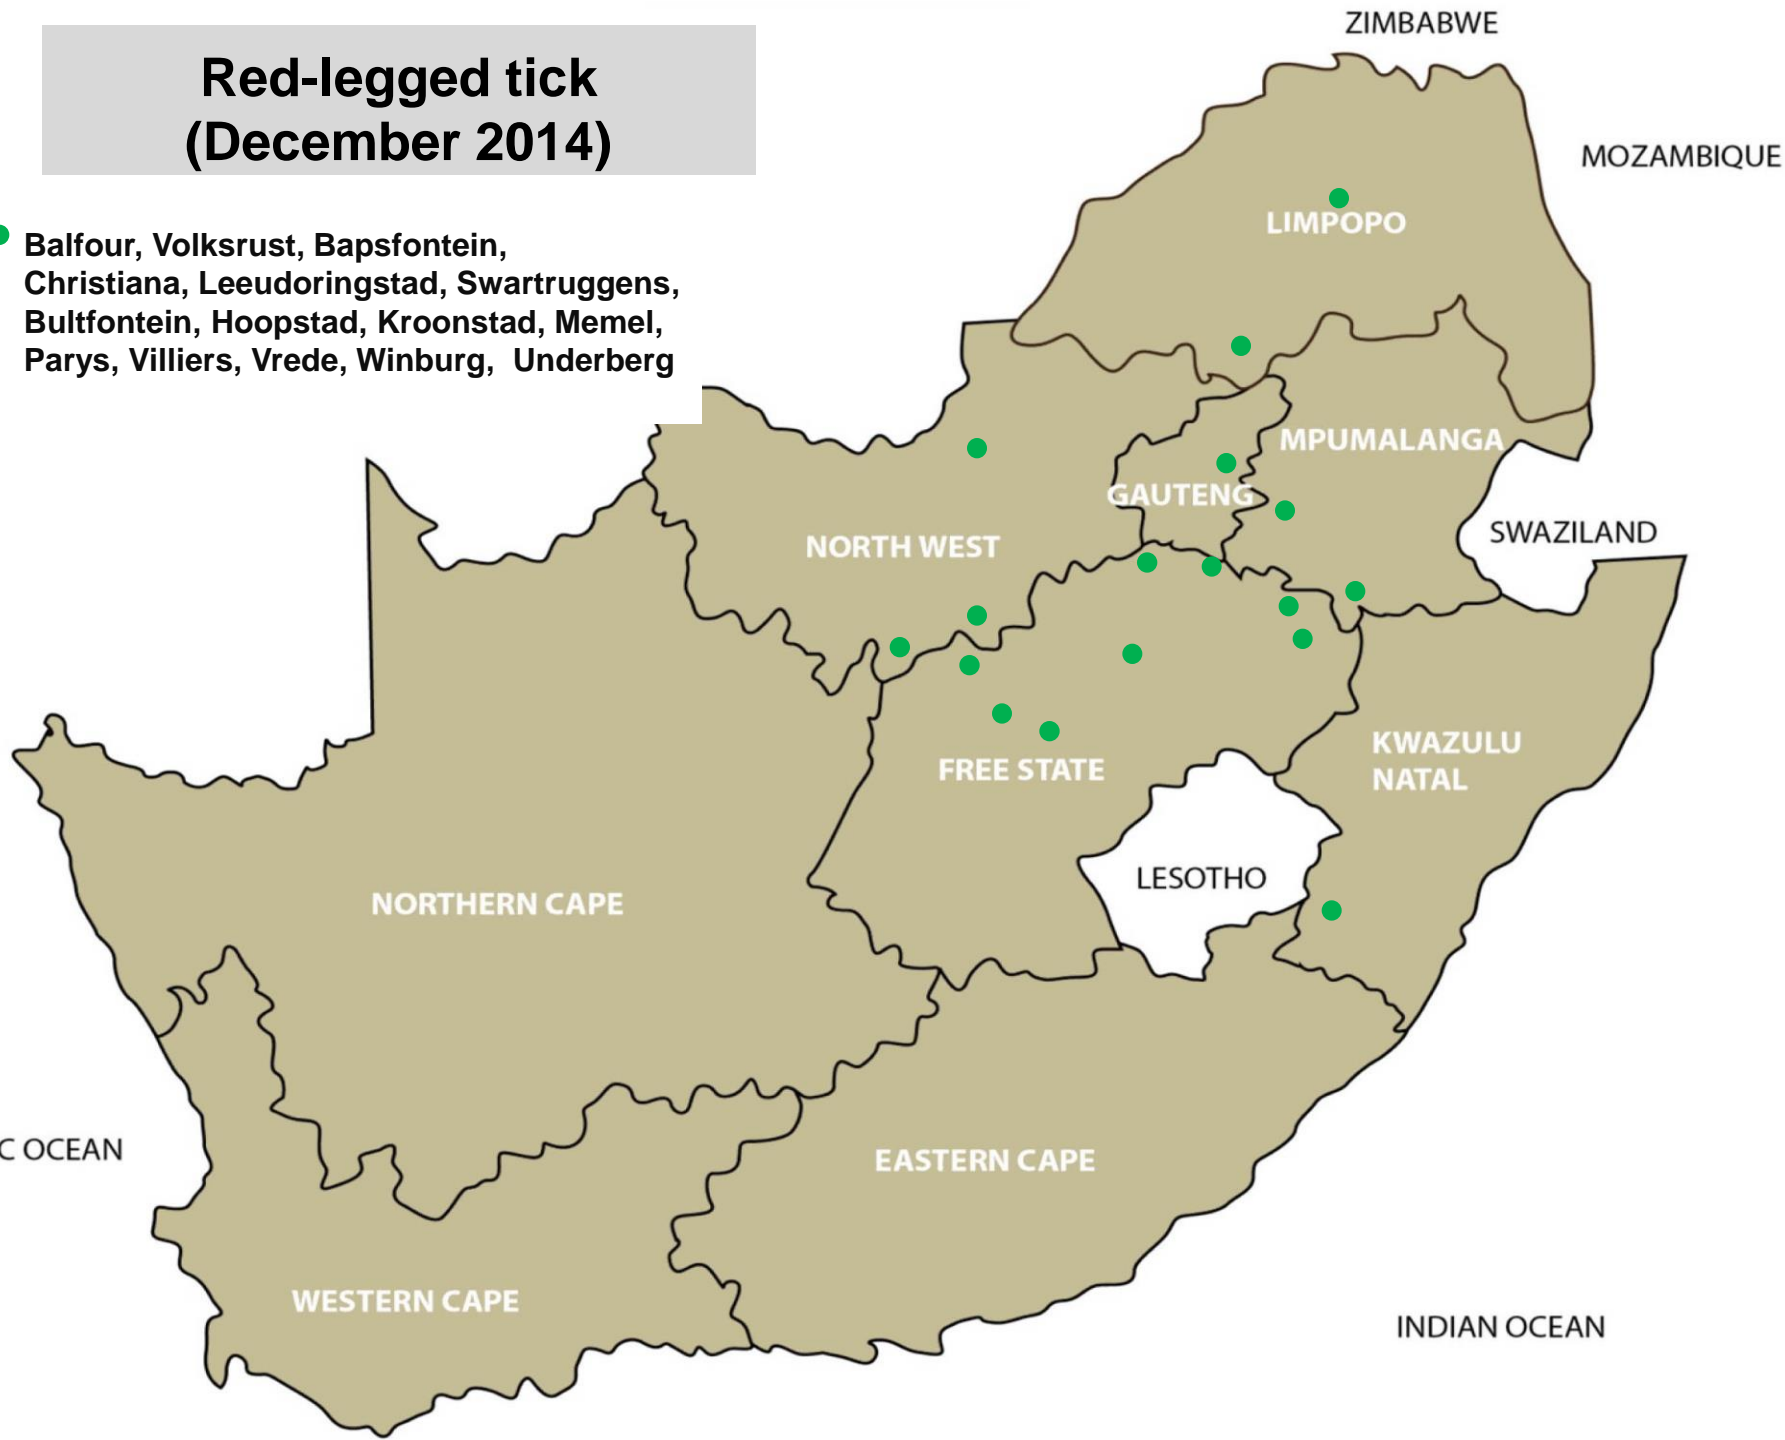 ZIMBABWE
Red-legged tick
(December 2014)
MOZAMBIQUE
LIMPOPO
Balfour, Volksrust, Bapsfontein,
Christiana, Leeudoringstad, Swartruggens,
Bultfontein, Hoopstad, Kroonstad, Memel,
Parys, Villiers, Vrede, Winburg, Underberg
MPUMALANGA
GAUTENG
SWAZILAND
NORTH WEST
KWAZULU
NATAL
FREE STATE
LESOTHO
NORTHERN CAPE
C OCEAN
EASTERN CAPE
WESTERN CAPE
INDIAN OCEAN